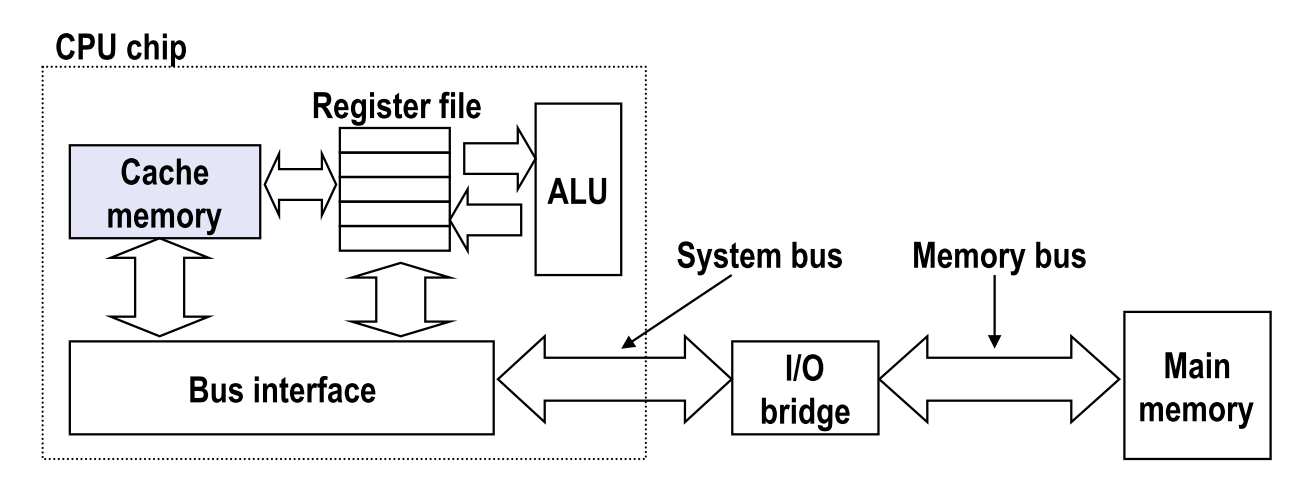 CPU chip
Register file
Cache
memory
ALU
System bus
Memory bus
Bus interface
I/O
bridge
Main
memory